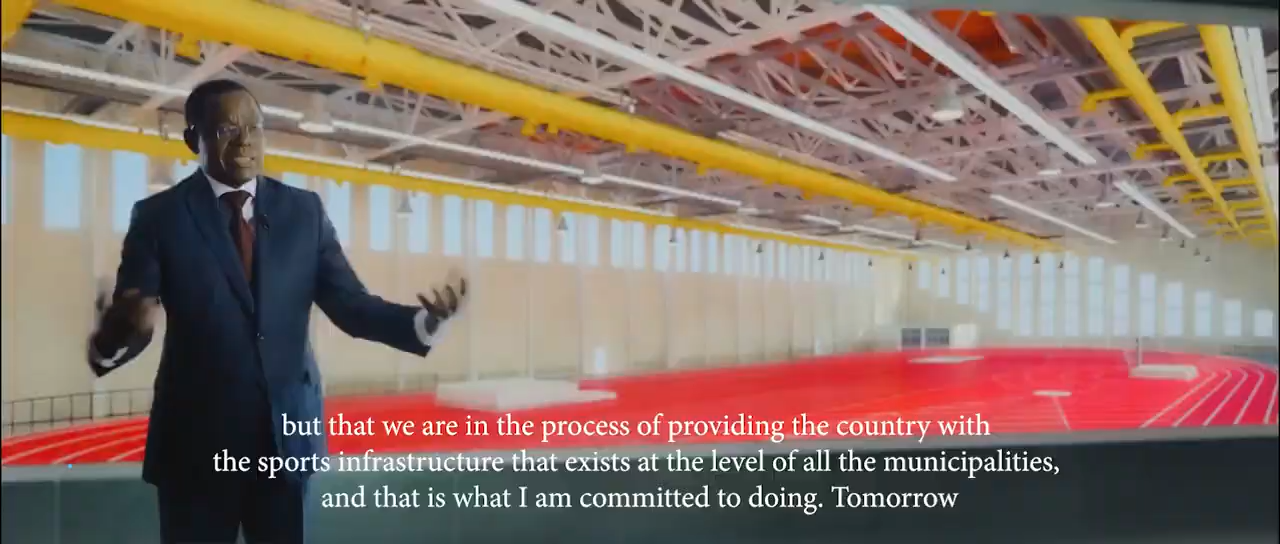 but that we are in the process of providing the country with
the sports infrastructure that exists at the level of all the municipalities,
and that is what I am committed to doing. Tomorrow